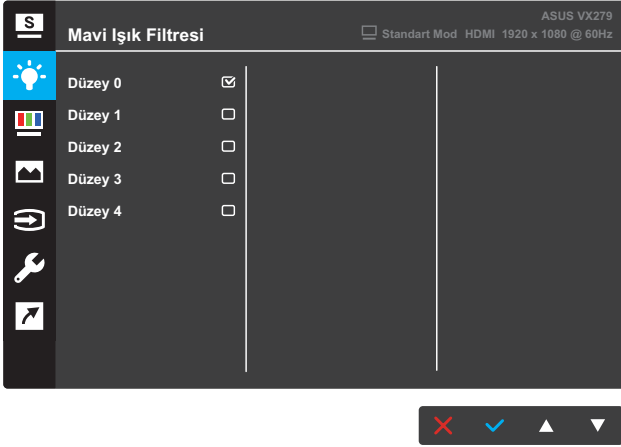 S
ASUS VX279
Mavi Işık Filtresi
Standart Mod HDMI 1920 x 1080 @ 60Hz
Düzey 0
Düzey 1
Düzey 2
Düzey 3
Düzey 4